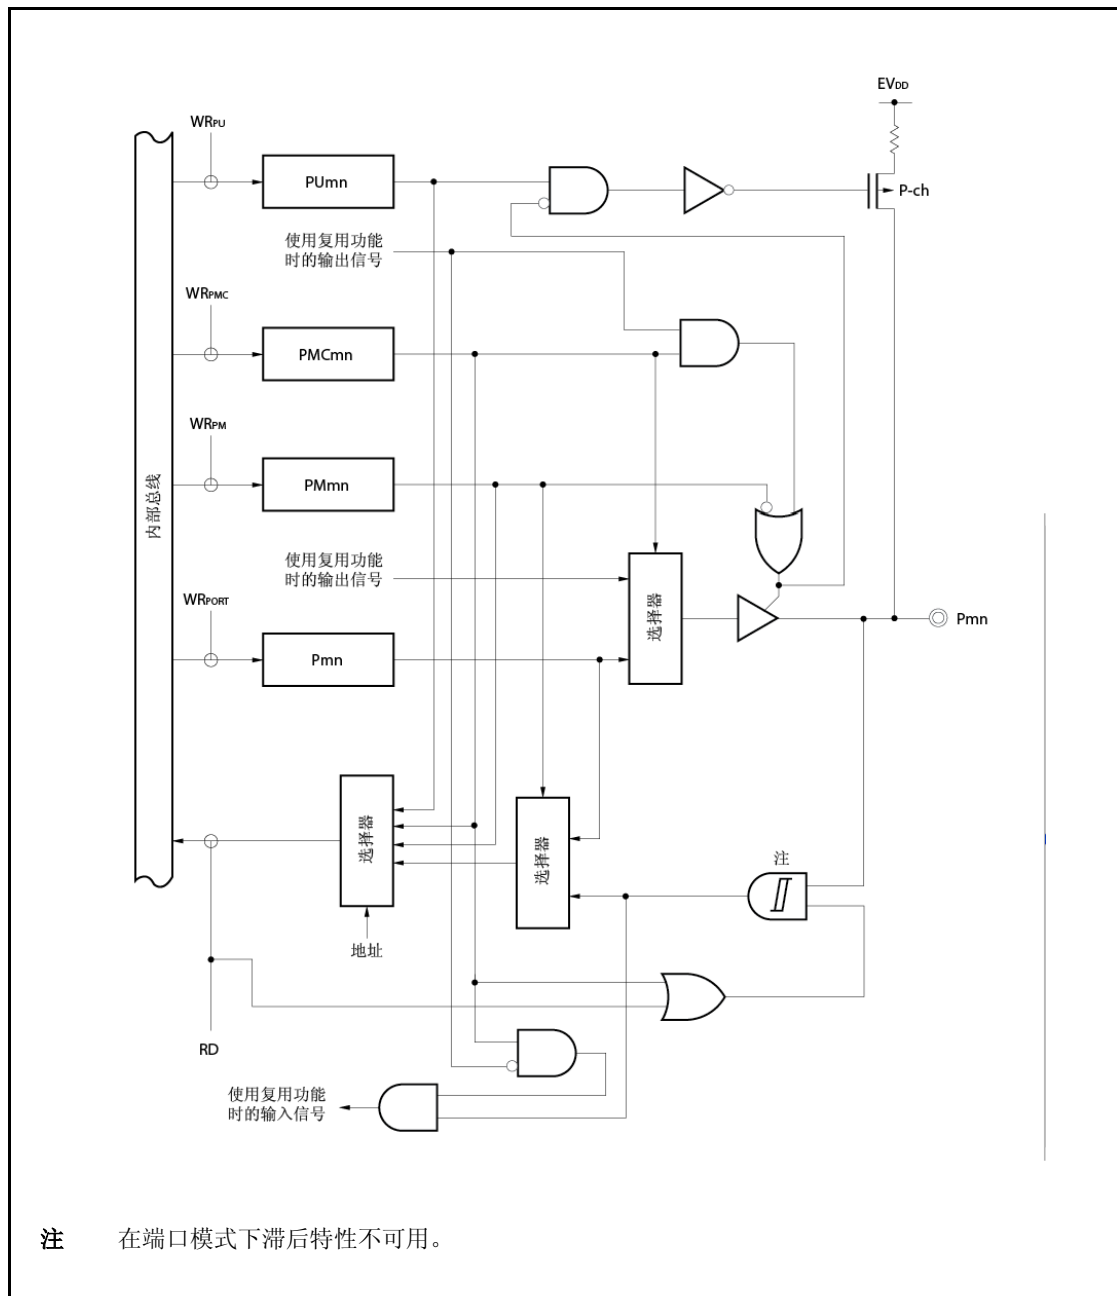 EVDD
WRPU
PUmn
P-ch
使用复用功能
时的输出信号
WRPMC
PMCmn
WRPM
PMmn
内部总线
使用复用功能
时的输出信号
选择器
WRPORT
Pmn
Pmn
选择器
选择器
注
地址
RD
使用复用功能
时的输入信号
注 在端口模式下滞后特性不可用。